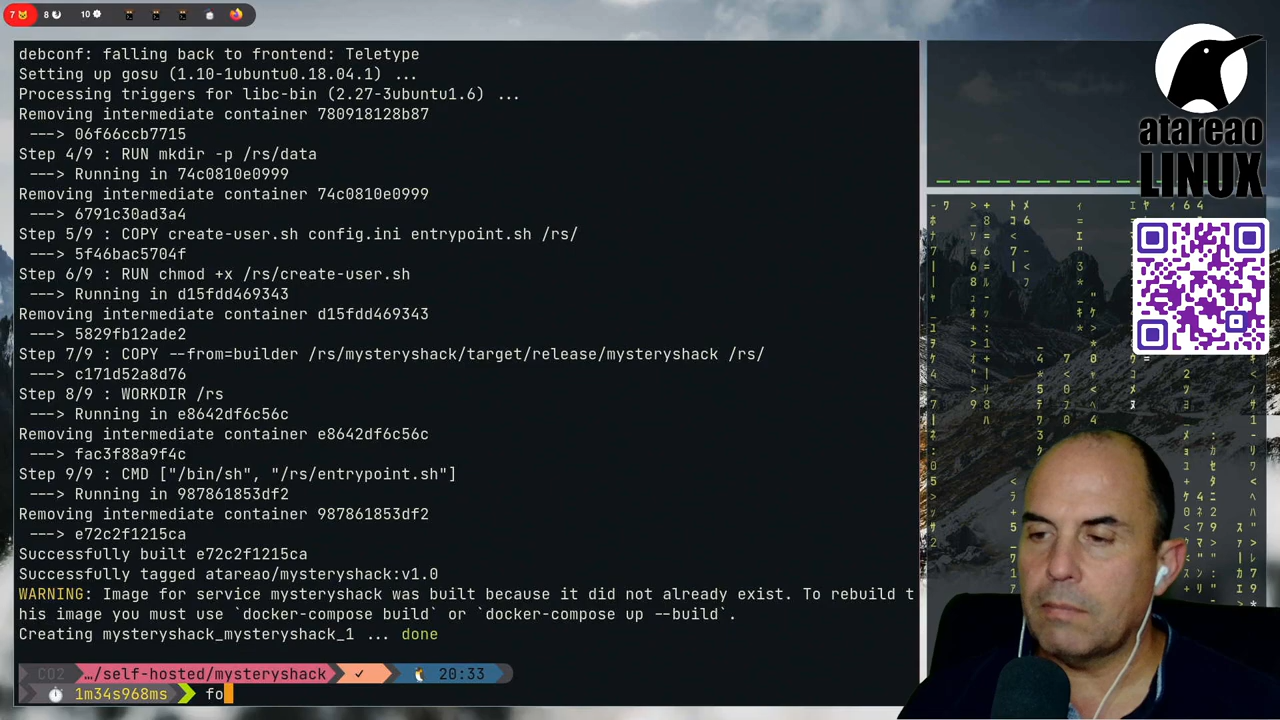 7 8 10
debconf: falling back to frontend: Teletype
Setting up gosu (1.10-1ubuntu0.18.04.1) ...
Processing triggers for libc-bin (2.27-3ubuntu1.6) ...
Removing intermediate container 780918128b87
---> 06f66ccb7715
Step 4/9 : RUN mkdir -p /rs/data
---> Running in 74c0810e0999
Removing intermediate container 74c0810e0999
---> 6791c30ad3a4
Step 5/9 : COPY create-user.sh config.ini entrypoint.sh /rs/
---> 5f46bac5704f
Step 6/9 : RUN chmod +x /rs/create-user.sh
---> Running in d15fdd469343
Removing intermediate container d15fdd469343
---> 5829fb12ade2
Step 7/9 : COPY --from=builder /rs/mysteryshack/target/release/mysteryshack /rs/
---> c171d52a8d76
Step 8/9 : WORKDIR /rs
---> Running in e8642df6c56c
Removing intermediate container e8642df6c56c
---> fac3f88a9f4c
Step 9/9 : CMD ["/bin/sh", "/rs/entrypoint.sh"]
---> Running in 987861853df2
Removing intermediate container 987861853df2
---> e72c2f1215ca
Successfully built e72c2f1215ca
Successfully tagged atareao/mysteryshack:v1.0
WARNING: Image for service mysteryshack was built because it did not already exist. To rebuild t
his image you must use `docker-compose build` or `docker-compose up --build`.
Creating mysteryshack_mysteryshack_1 ... done
CO2 …/self-hosted/mysteryshack ✓ 20:33
1m34s968ms fo
atareao
LINUX